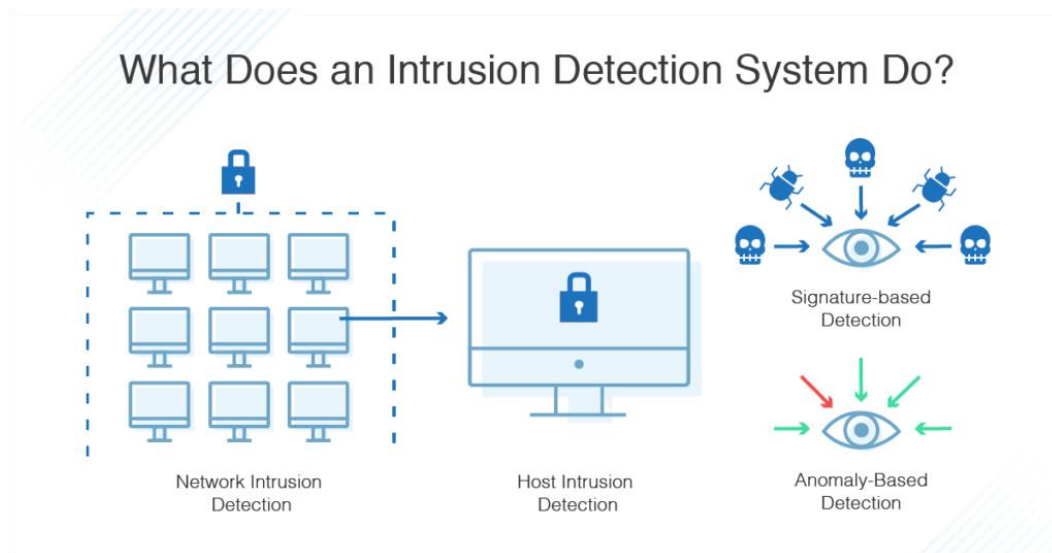 What Does an Intrusion Detection System Do?
Network Intrusion
Detection
Host Intrusion
Detection
Signature-based
Detection
Anomaly-Based
Detection